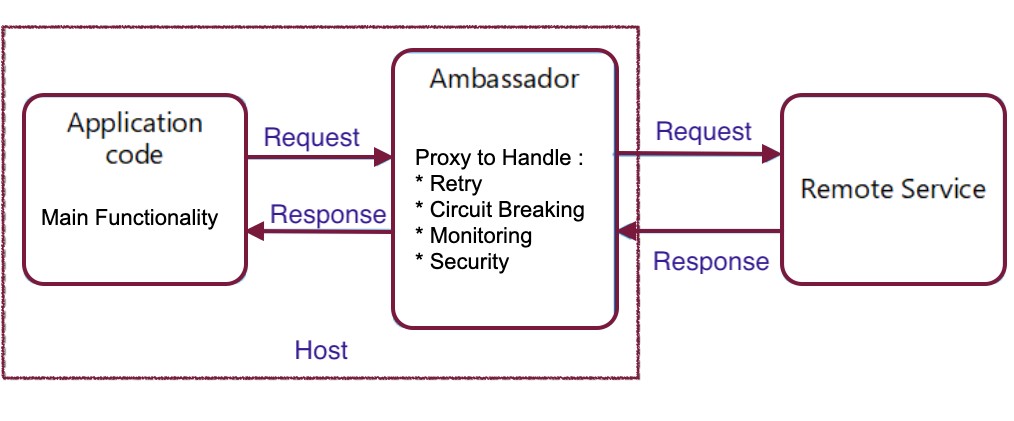 Ambassador
Application
code
Main Functionality
Request
Response
Proxy to Handle :
* Retry
* Circuit Breaking
* Monitoring
* Security
Request
Response
Remote Service
Host